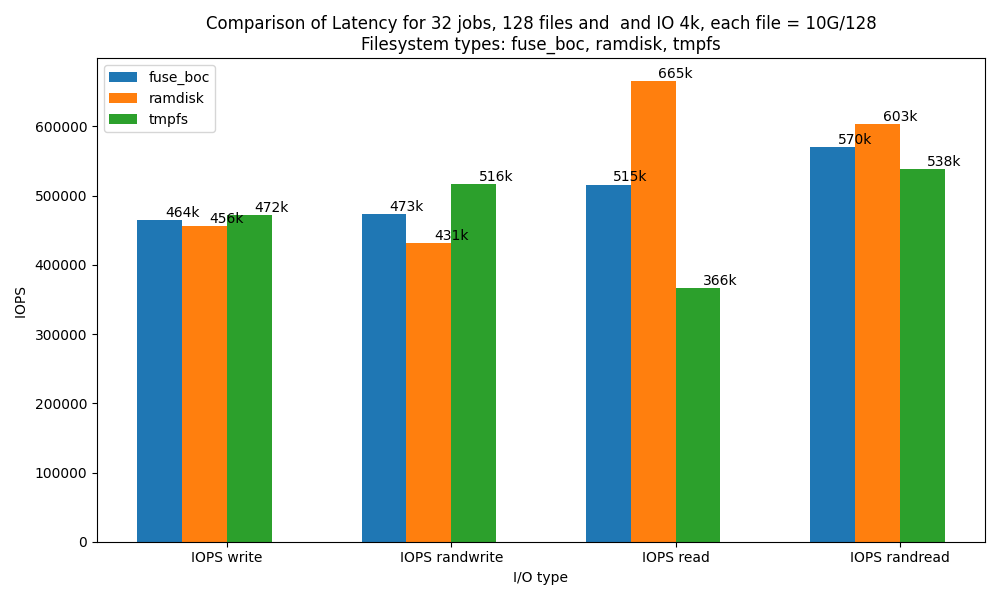 Comparison of Latency for 32 jobs, 128 files and  and IO 4k, each file = 10G/128
Filesystem types: fuse_boc, ramdisk, tmpfs
fuse_boc
ramdisk
tmpfs
IOPS
600000
500000
400000
300000
200000
100000
0
464k
456k
472k
473k
431k
516k
515k
665k
366k
570k
603k
538k
IOPS write
IOPS randwrite
IOPS read
IOPS randread
I/O type